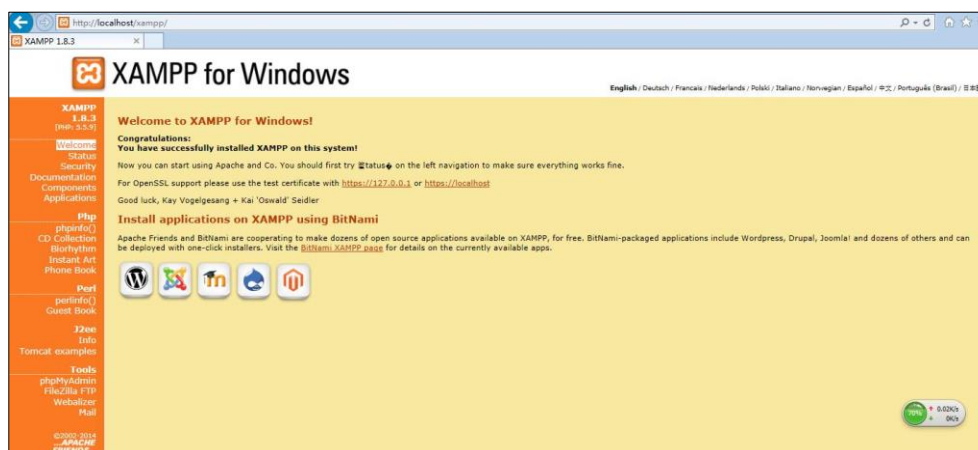 http://localhost/xampp/
XAMPP 1.8.3
XAMPP for Windows
English / Deutsch / Francais / Nederlands / Polski / Italiano / Norwegian / Español / 中文 / Português (Brasil) / 日本語
XAMPP
1.8.3
[PHP: 5.5.9]
Welcome
Status
Security
Documentation
Components
Applications
Php
phpinfo()
CD Collection
Biorhythm
Instant Art
Phone Book
Perl
perlinfo()
Guest Book
J2ee
Info
Tomcat examples
Tools
phpMyAdmin
FileZilla FTP
Webalizer
Mail
©2002-2014
...APACHE
FRIENDS...
Welcome to XAMPP for Windows!
Congratulations:
You have successfully installed XAMPP on this system!
Now you can start using Apache and Co. You should first try tatus� on the left navigation to make sure everything works fine.
For OpenSSL support please use the test certificate with https://127.0.0.1 or https://localhost
Good luck, Kay Vogelgesang + Kai 'Oswald' Seidler
Install applications on XAMPP using BitNami
Apache Friends and BitNami are cooperating to make dozens of open source applications available on XAMPP, for free. BitNami-packaged applications include Wordpress, Drupal, Joomla! and dozens of others and can
be deployed with one-click installers. Visit the BitNami XAMPP page for details on the currently available apps.
70%
0.02K/s
0K/s